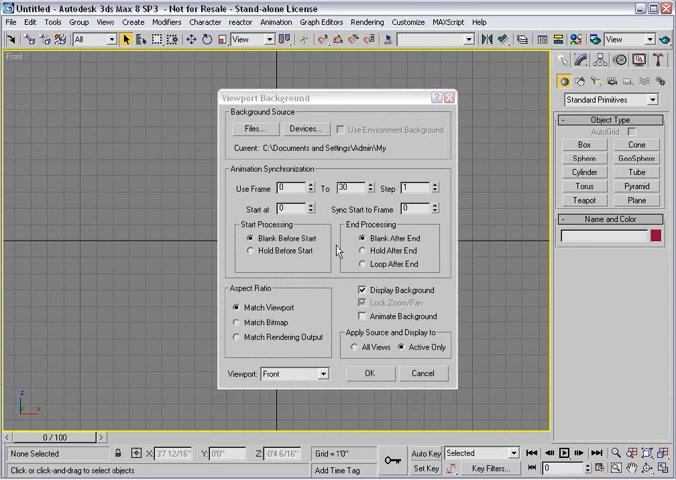 Untitled - Autodesk 3ds Max 8 SP3 - Not for Resale - Stand-alone License
File Edit Tools Group Views Create Modifiers Character reactor Animation Graph Editors Rendering Customize MAXScript Help
All View View
Front
Viewport Background
Background Source
Files... Devices... Use Environment Background
Current: C:\Documents and Settings\Admin\My
Animation Synchronization
Use Frame 0 To 30 Step 1
Start at 0 Sync Start to Frame 0
Start Processing End Processing
Blank Before Start Blank After End
Hold Before Start Hold After End
Loop After End
Aspect Ratio Display Background
Lock Zoom/Pan
Match Viewport Animate Background
Match Bitmap
Match Rendering Output Apply Source and Display to
All Views Active Only
Viewport: Front OK Cancel
Standard Primitives
- Object Type
AutoGrid
Box Cone
Sphere GeoSphere
Cylinder Tube
Torus Pyramid
Teapot Plane
- Name and Color
z
x
< 0 / 100 >
None Selected X: Y: 0'0" Z: Grid = 1'0" Auto Key Selected
Click or click-and-drag to select objects Add Time Tag Set Key Key Filters... 0